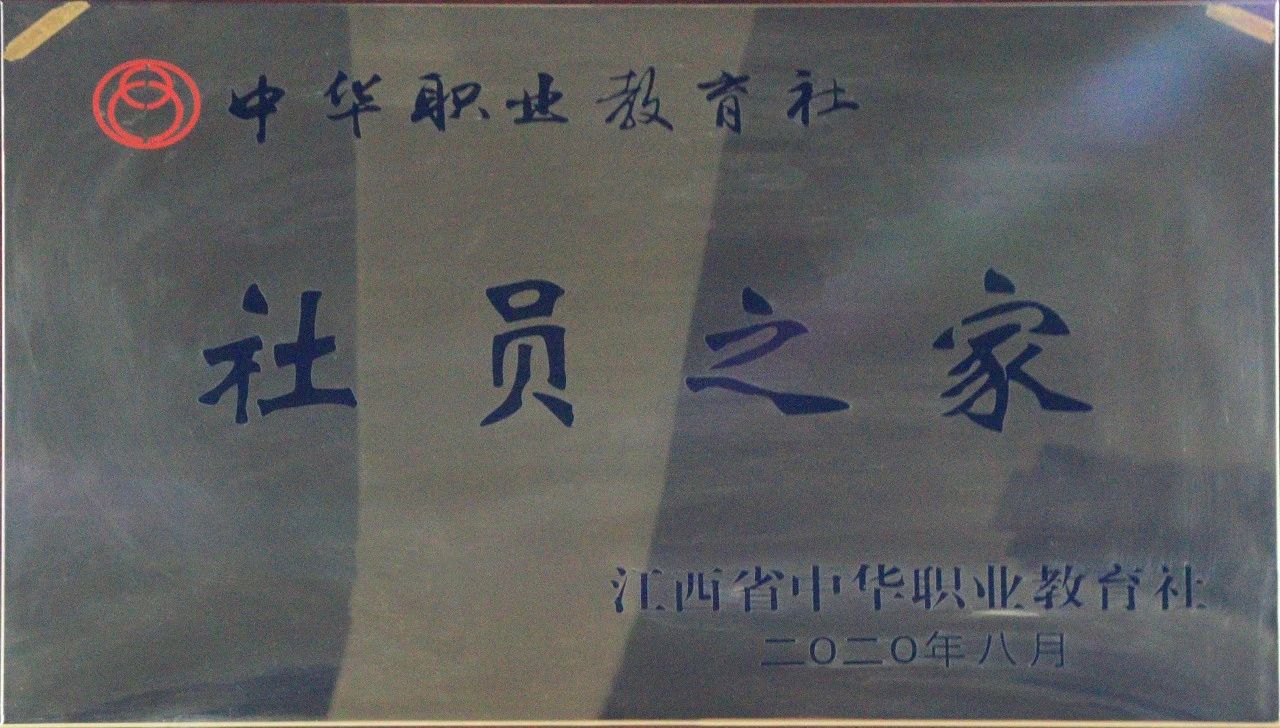 中华职业教育社
社员之家
江西省中华职业教育社
二〇二〇年八月